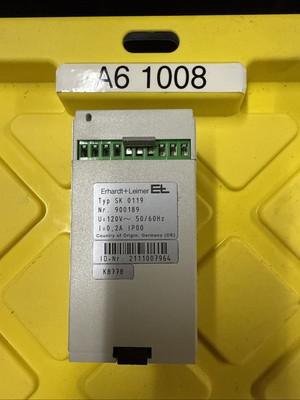 A6 1008
Erhardt+Leimer E+L
Typ SK 0119
Nr. 900189
U=120V~ 50/60Hz
I=0,2A IP00
Country of Origin: Germany (DE)
ID-Nr. 2111007964
K8778